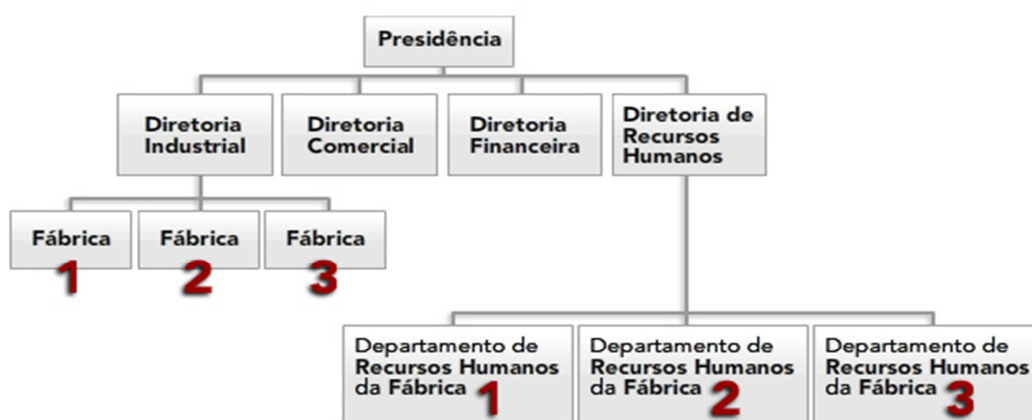 Presidência
Diretoria
Industrial
Diretoria
Comercial
Diretoria
Financeira
Diretoria de
Recursos
Humanos
Fábrica
1
Fábrica
2
Fábrica
3
Departamento de
Recursos Humanos
da Fábrica 1
Departamento de
Recursos Humanos
da Fábrica 2
Departamento de
Recursos Humanos
da Fábrica 3